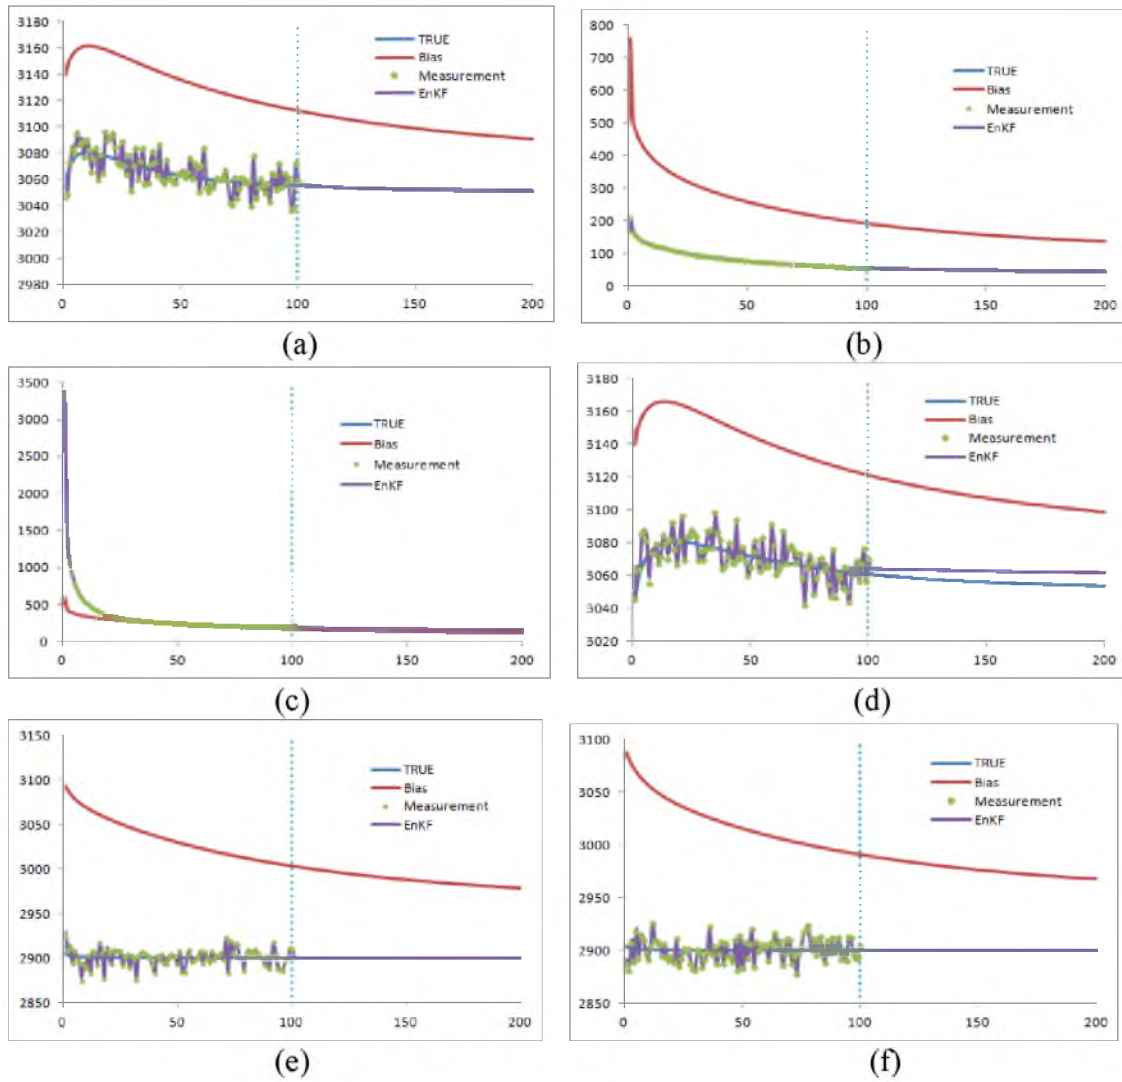 3180
3160
3140
3120
3100
3080
3060
3040
3020
3000
2980
0 50 100 150 200
TRUE
Bias
Measurement
EnKF
(a)
800
700
600
500
400
300
200
100
0
0 50 100 150 200
TRUE
Bias
Measurement
EnKF
(b)
3500
3000
2500
2000
1500
1000
500
0
0 50 100 150 200
TRUE
Bias
Measurement
EnKF
(c)
3180
3160
3140
3120
3100
3080
3060
3040
3020
0 50 100 150 200
TRUE
Bias
Measurement
EnKF
(d)
3150
3100
3050
3000
2950
2900
2850
0 50 100 150 200
TRUE
Bias
Measurement
EnKF
(e)
3100
3050
3000
2950
2900
2850
0 50 100 150 200
TRUE
Bias
Measurement
EnKF
(f)